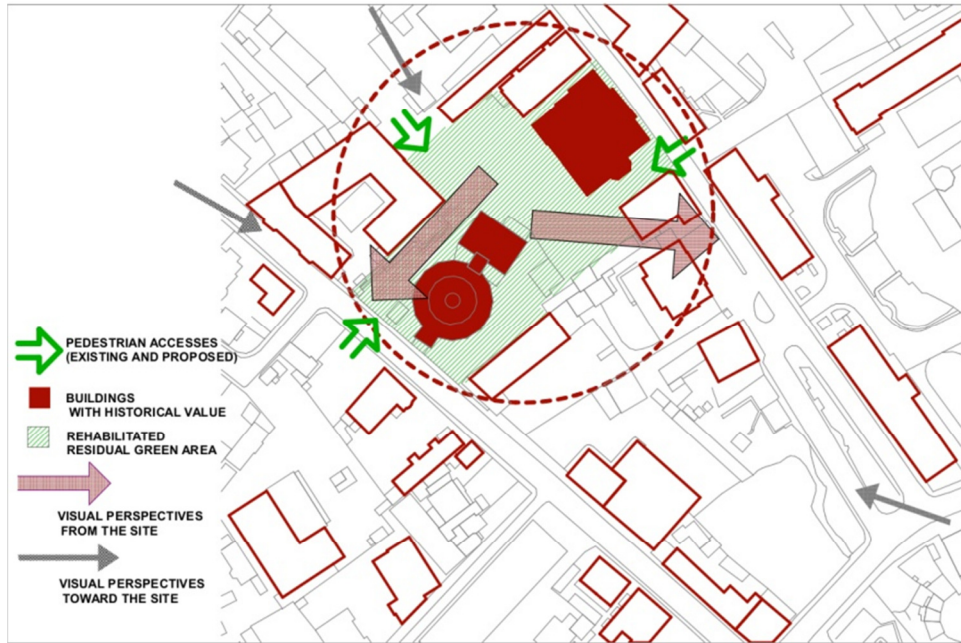 PEDESTRIAN ACCESSES
(EXISTING AND PROPOSED)
BUILDINGS
WITH HISTORICAL VALUE
REHABILITATED
RESIDUAL GREEN AREA
VISUAL PERSPECTIVES
FROM THE SITE
VISUAL PERSPECTIVES
TOWARD THE SITE